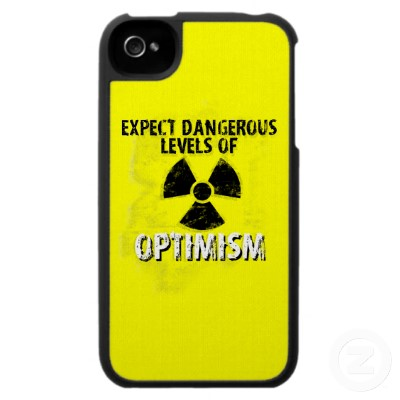 EXPECT DANGEROUS
LEVELS OF
OPTIMISM
Z